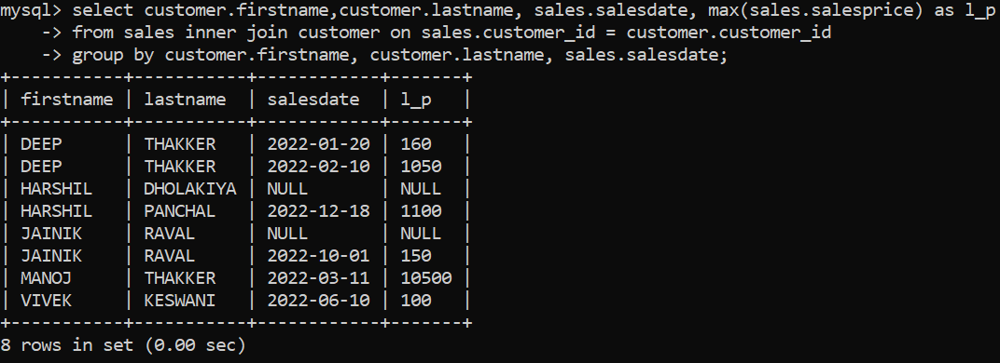 mysql> select customer.firstname,customer.lastname, sales.salesdate, max(sales.salesprice) as l_p
    -> from sales inner join customer on sales.customer_id = customer.customer_id
    -> group by customer.firstname, customer.lastname, sales.salesdate;
+-----------+-----------+------------+-------+
| firstname | lastname  | salesdate  | l_p   |
+-----------+-----------+------------+-------+
| DEEP      | THAKKER   | 2022-01-20 | 160   |
| DEEP      | THAKKER   | 2022-02-10 | 1050  |
| HARSHIL   | DHOLAKIYA | NULL       | NULL  |
| HARSHIL   | PANCHAL   | 2022-12-18 | 1100  |
| JAINIK    | RAVAL     | NULL       | NULL  |
| JAINIK    | RAVAL     | 2022-10-01 | 150   |
| MANOJ     | THAKKER   | 2022-03-11 | 10500 |
| VIVEK     | KESWANI   | 2022-06-10 | 100   |
+-----------+-----------+------------+-------+
8 rows in set (0.00 sec)